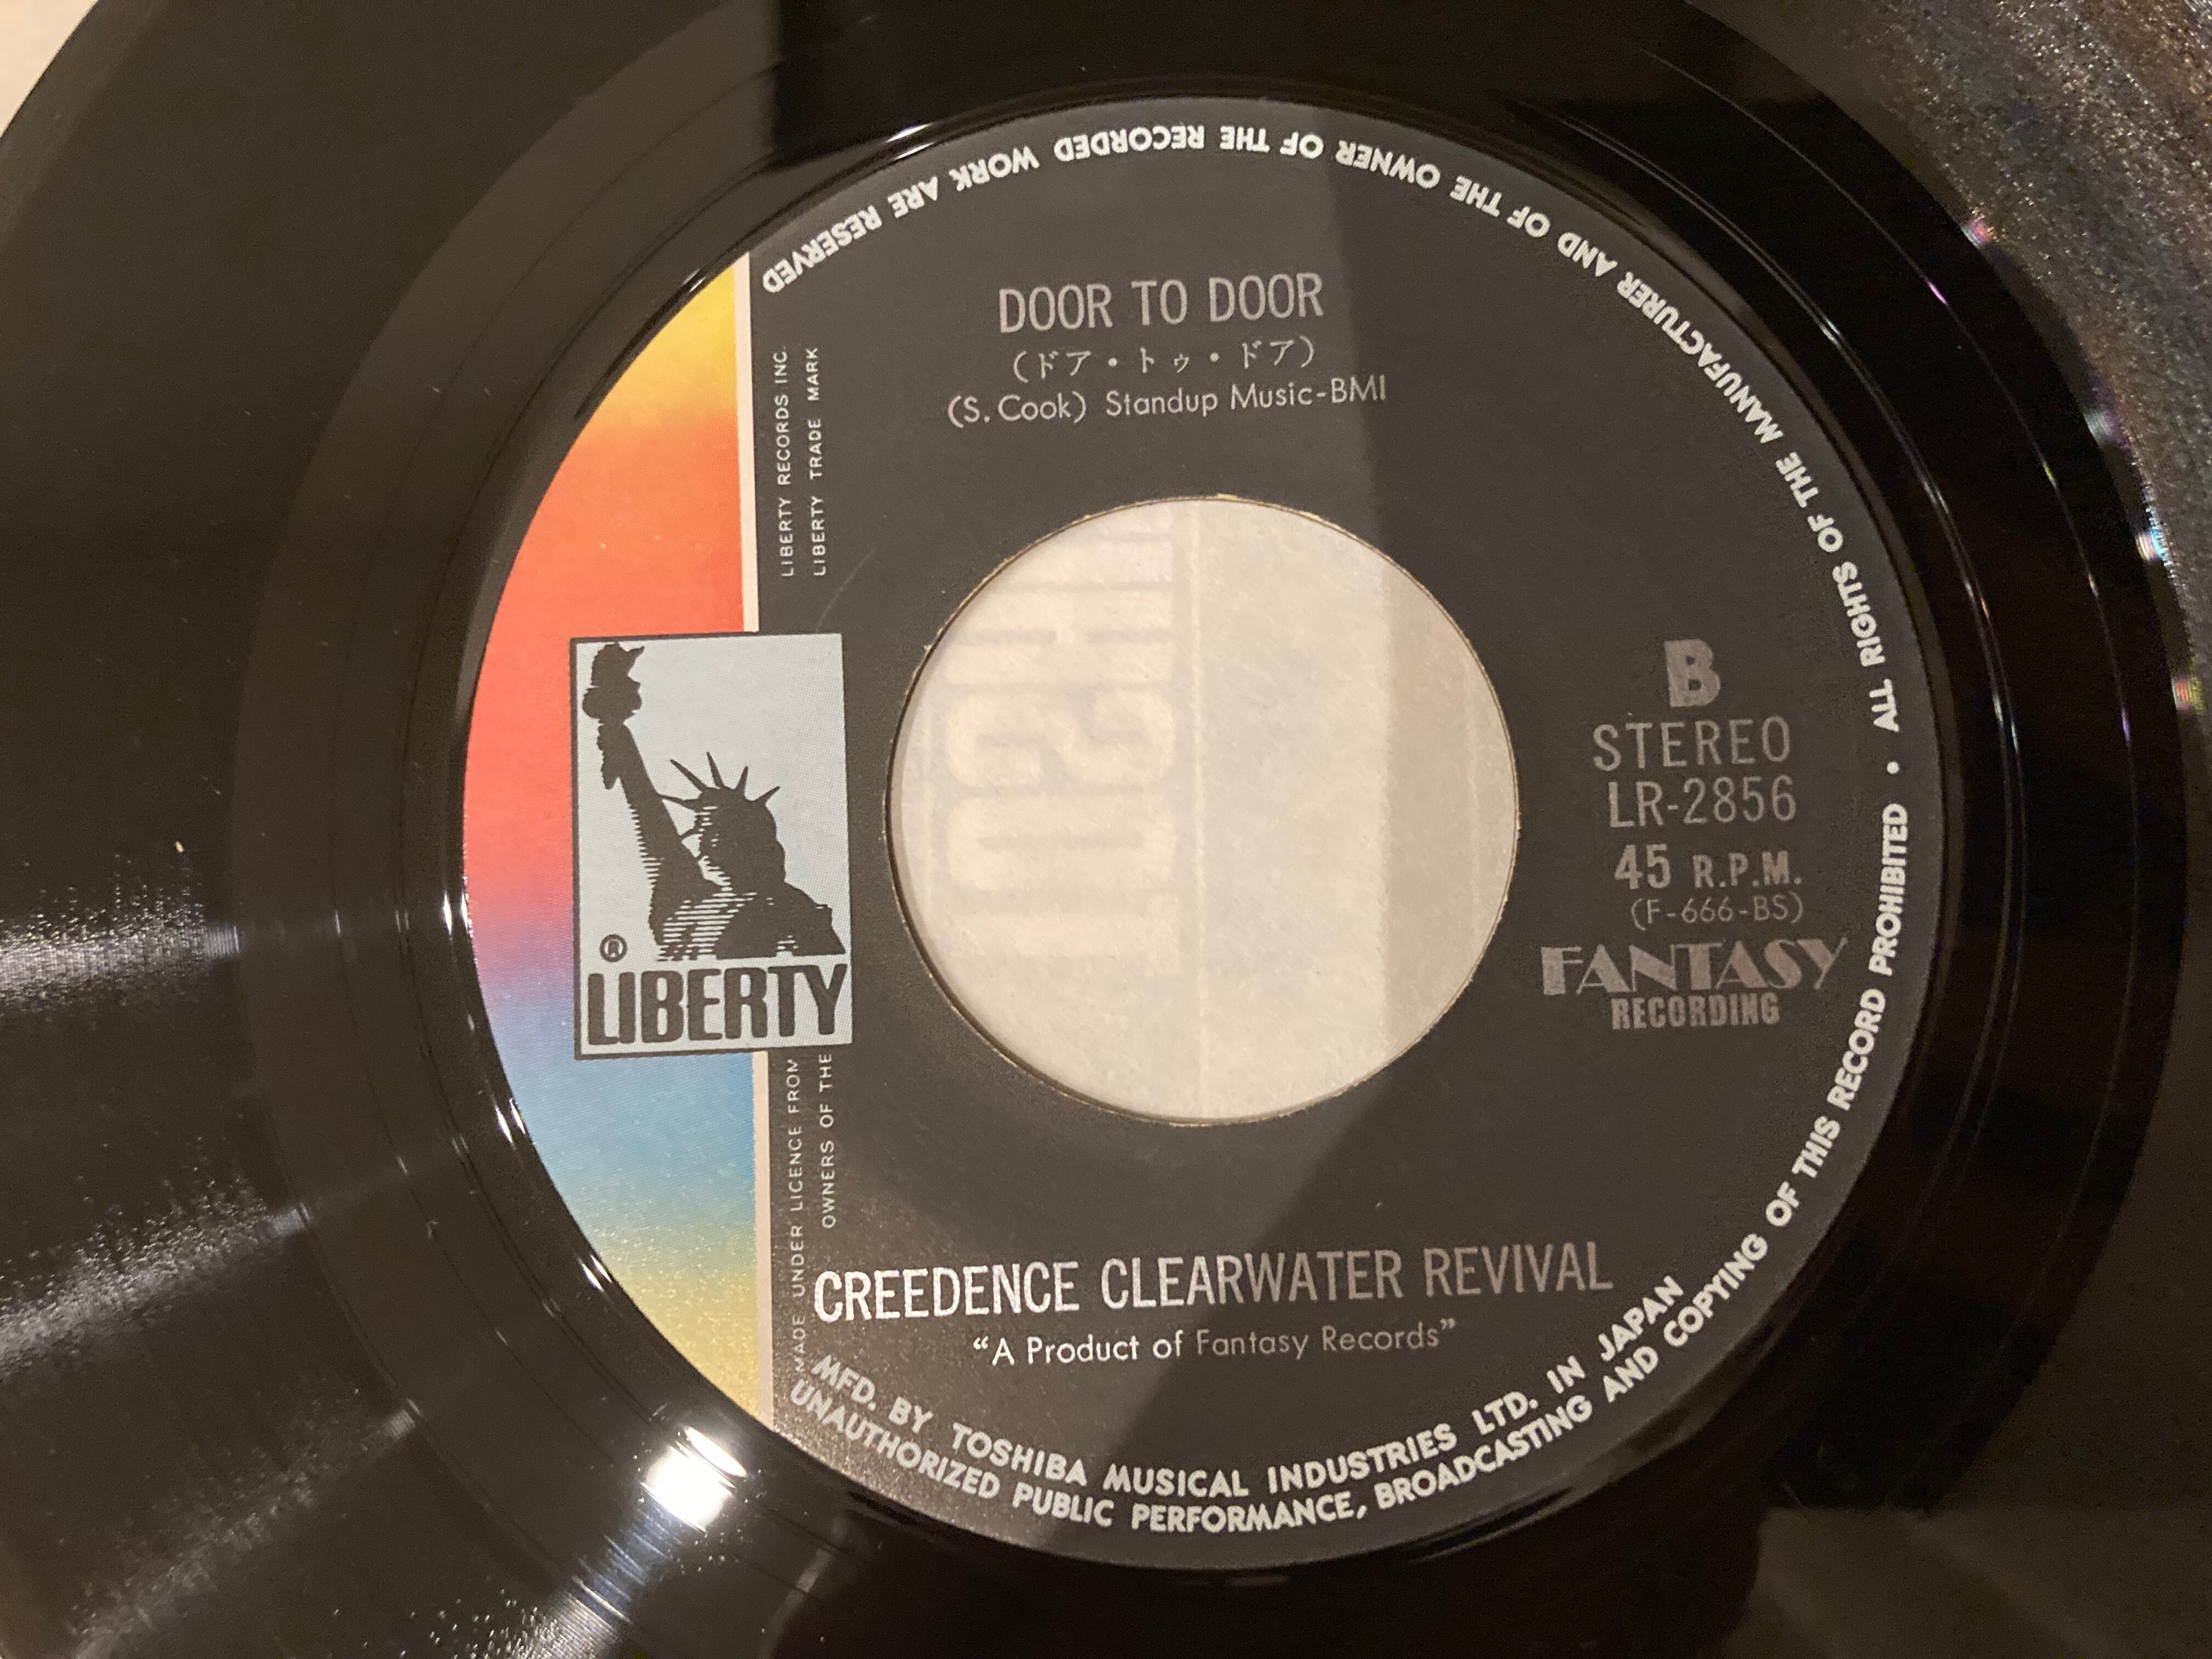 DOOR TO DOOR
(ドア・トゥ・ドア)
(S. Cook) Standup Music-BMI
LIBERTY RECORDS INC.
LIBERTY TRADE MARK
®
LIBERTY
MADE UNDER LICENCE FROM
OWNERS OF THE
B
STEREO
LR-2856
45 R.P.M.
(F-666-BS)
FANTASY
RECORDING
CREEDENCE CLEARWATER REVIVAL
“A Product of Fantasy Records”
MFD. BY TOSHIBA MUSICAL INDUSTRIES LTD. IN JAPAN
UNAUTHORIZED PUBLIC PERFORMANCE, BROADCASTING AND COPYING OF THIS RECORD PROHIBITED • ALL RIGHTS OF THE MANUFACTURER AND OF THE OWNER OF THE RECORDED WORK ARE RESERVED